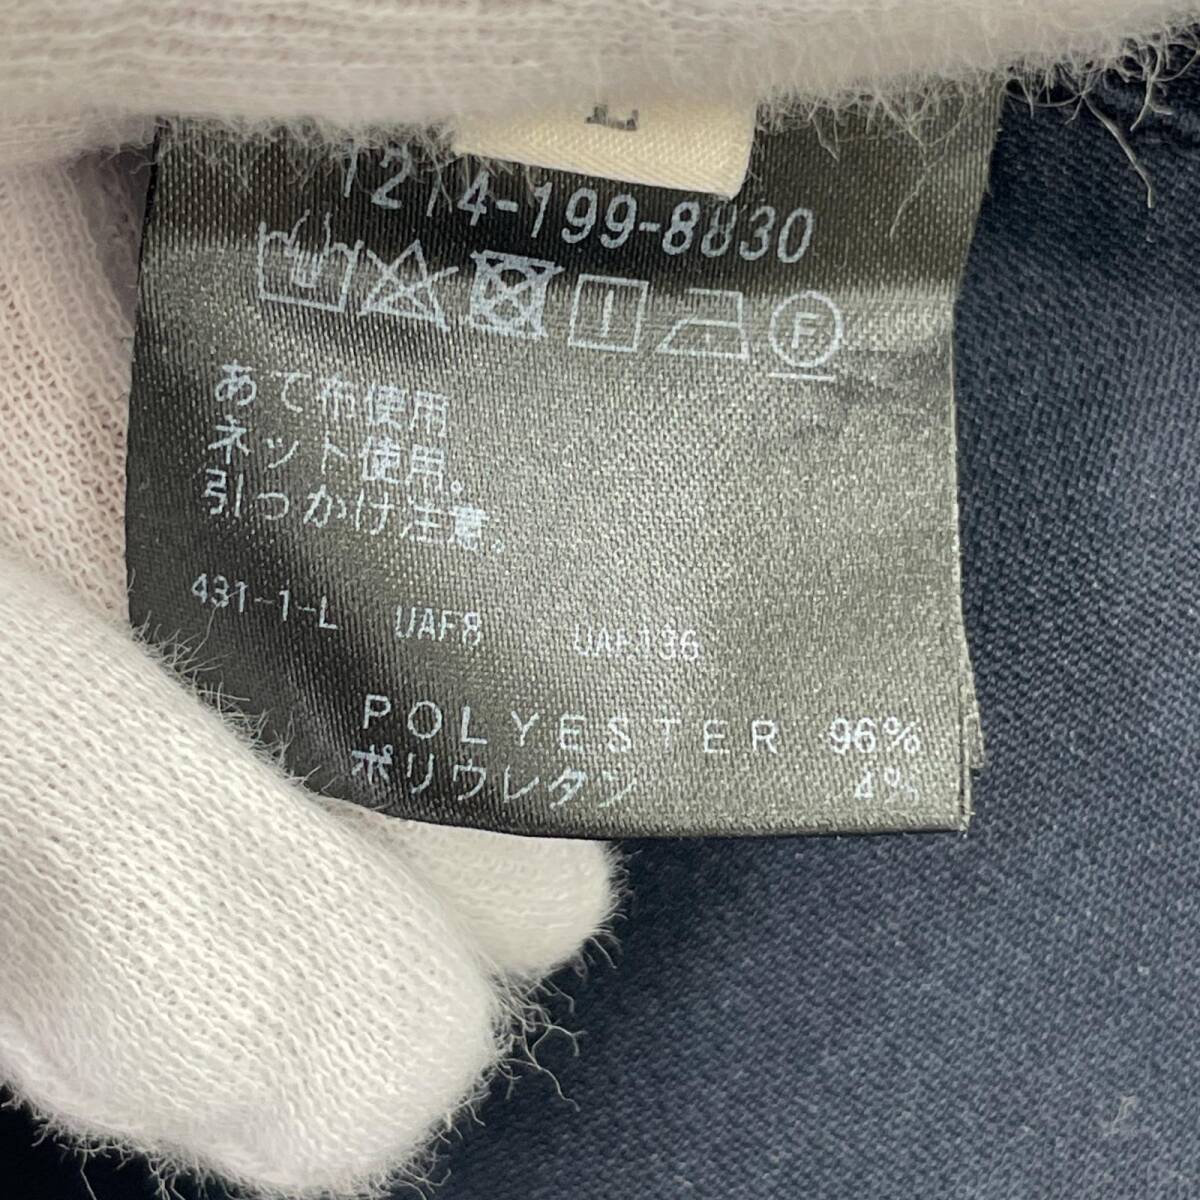 L
1214-199-8830
F
あて布使用。
ネット使用。
引っかけ注意。
431-1-L UAF8 UAF136
POLYESTER 96%
ポリウレタン 4%